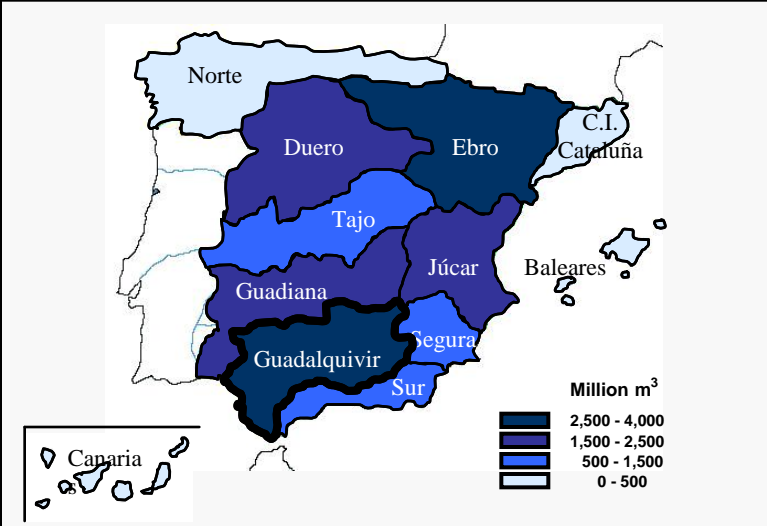 Norte
C.I.
Cataluña
Duero
Ebro
Tajo
Júcar
Baleares
Guadiana
Segura
Guadalquivir
Sur
Million m³
2,500 - 4,000
1,500 - 2,500
500 - 1,500
0 - 500
Canaria
s